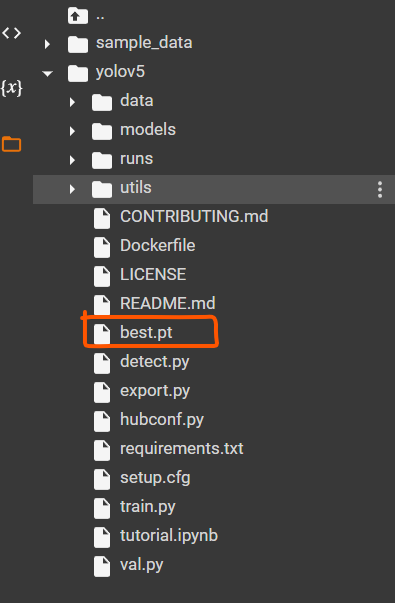 ..
<>
sample_data
yolov5
{x}
data
models
runs
utils
CONTRIBUTING.md
Dockerfile
LICENSE
README.md
best.pt
detect.py
export.py
hubconf.py
requirements.txt
setup.cfg
train.py
tutorial.ipynb
val.py